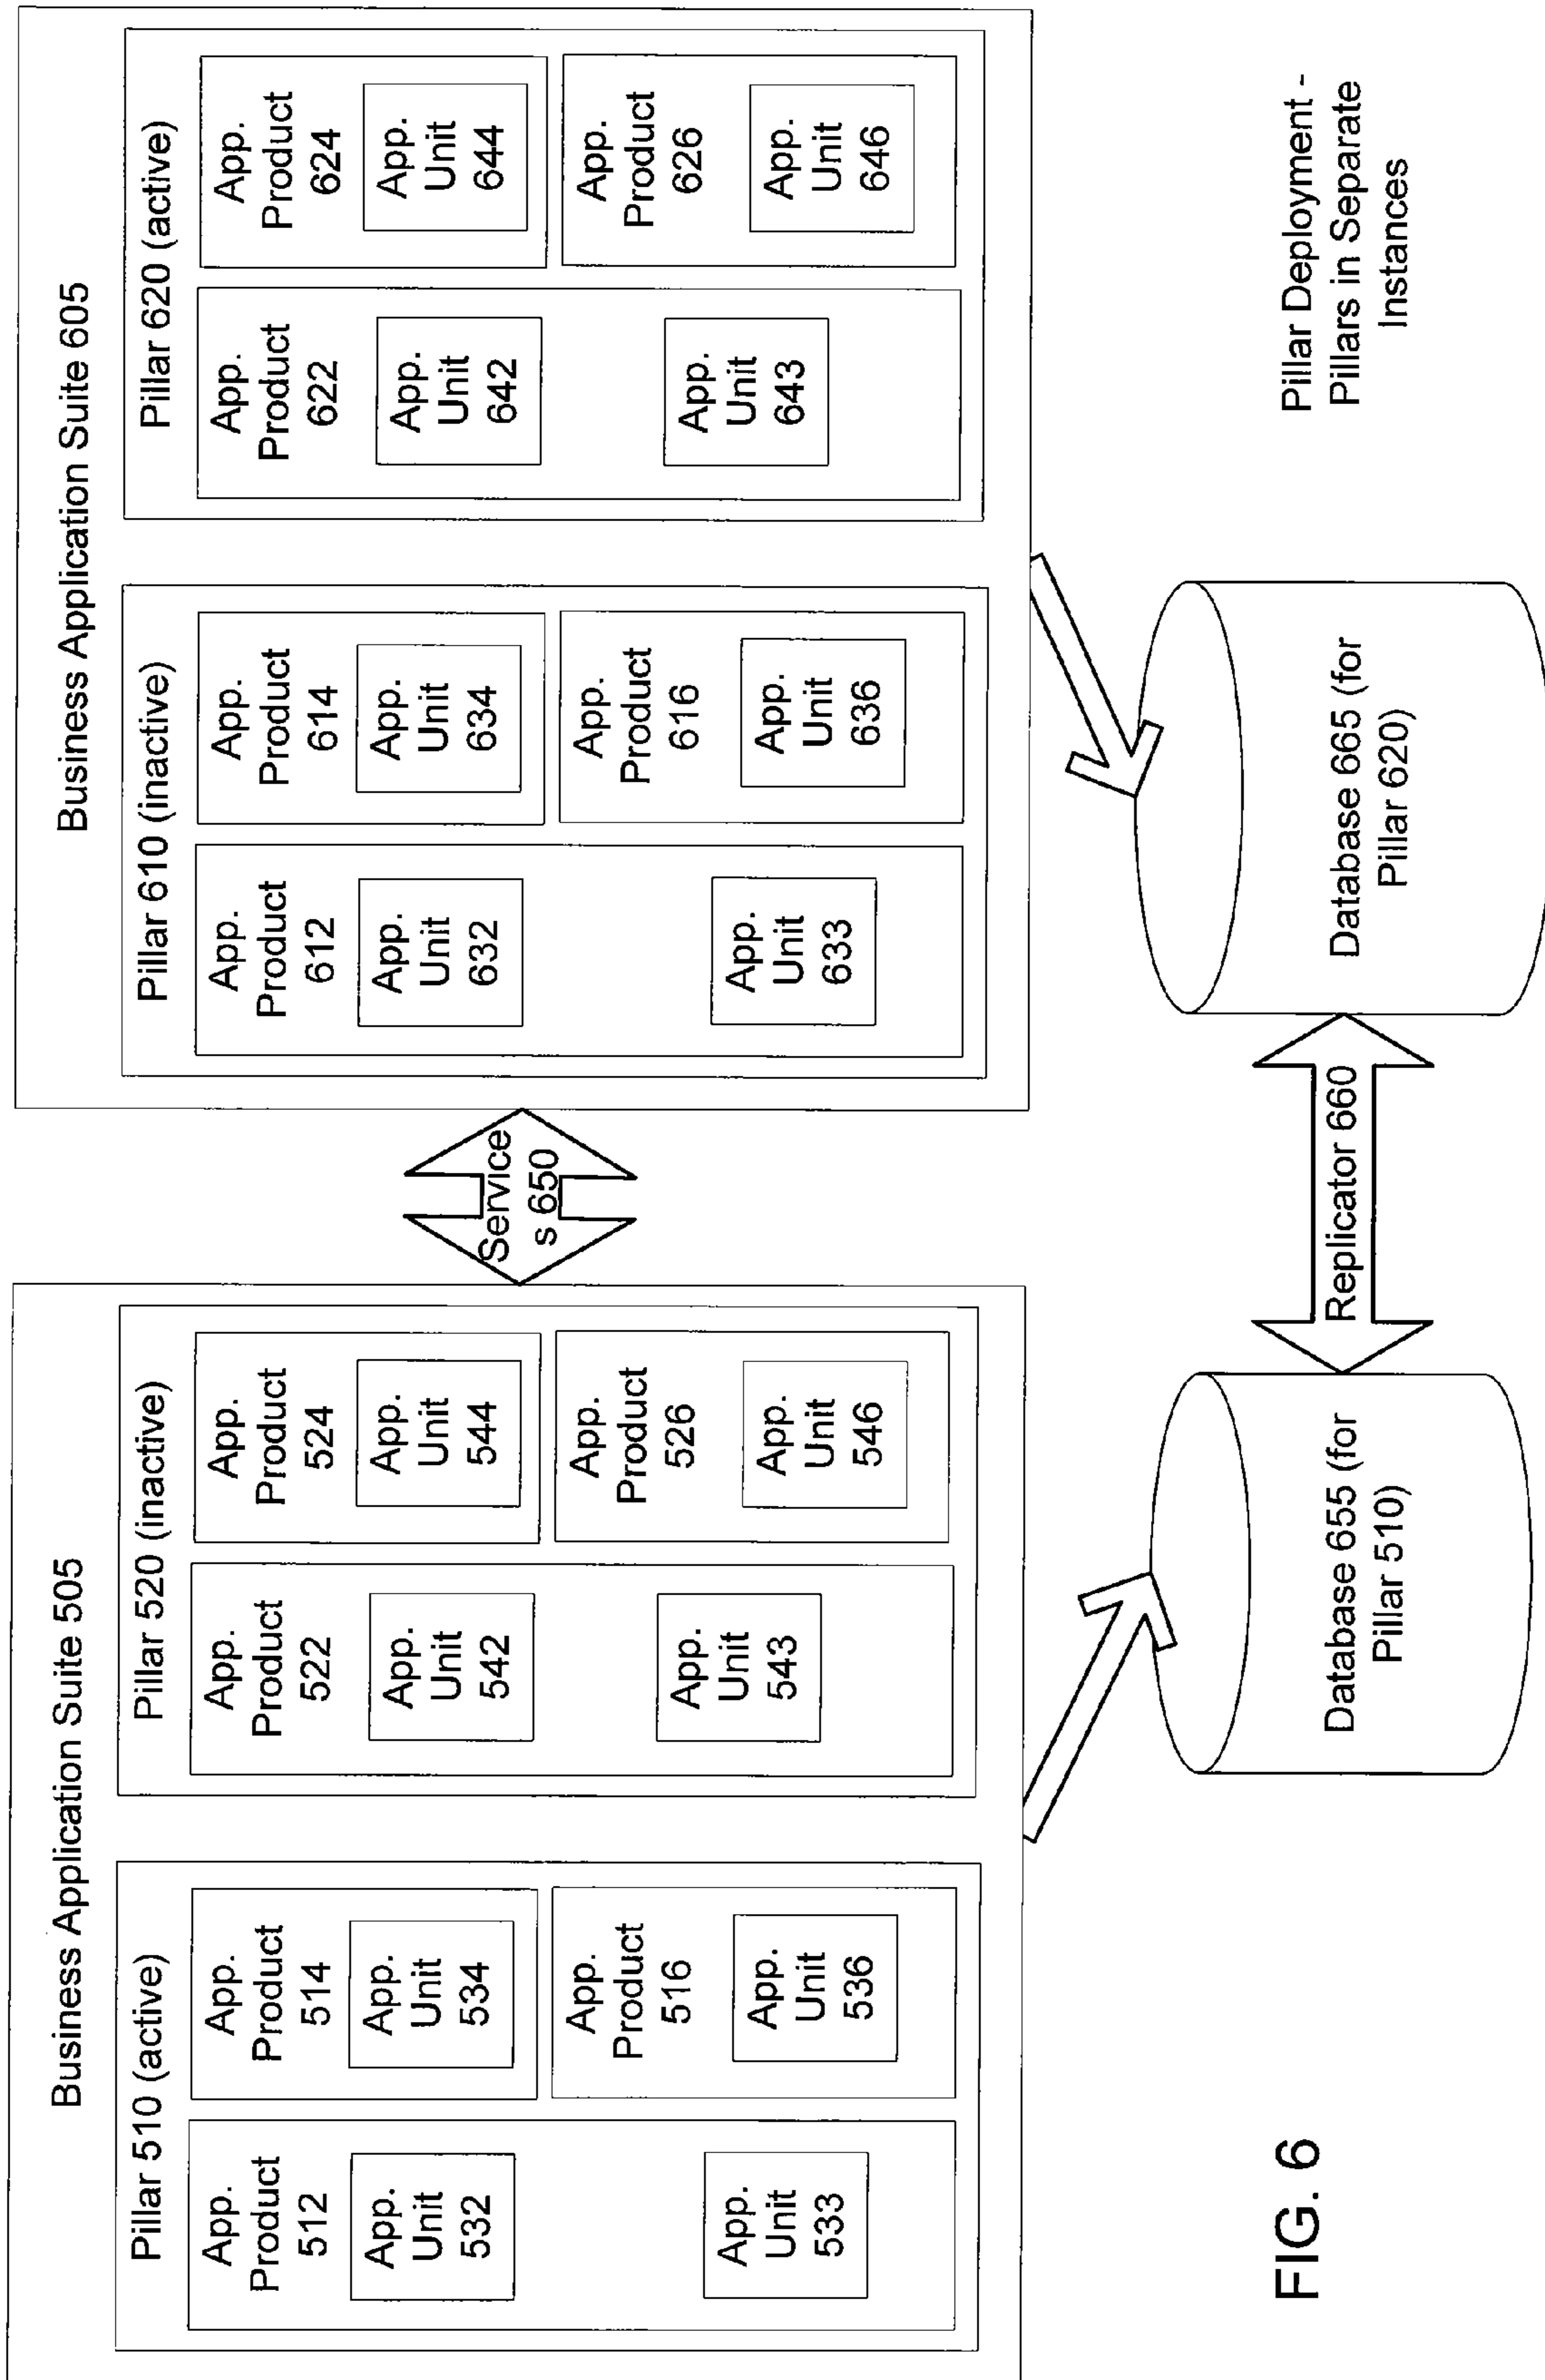 Business Application Suite 505
Pillar 510 (active)
App.
Product
512
App.
Unit
532
App.
Unit
533
App.
Product
514
App.
Unit
534
App.
Product
516
App.
Unit
536
Pillar 520 (inactive)
App.
Product
522
App.
Unit
542
App.
Unit
543
App.
Product
524
App.
Unit
544
App.
Product
526
App.
Unit
546
Service
s 650
Business Application Suite 605
Pillar 610 (inactive)
App.
Product
612
App.
Unit
632
App.
Unit
633
App.
Product
614
App.
Unit
634
App.
Product
616
App.
Unit
636
Pillar 620 (active)
App.
Product
622
App.
Unit
642
App.
Unit
643
App.
Product
624
App.
Unit
644
App.
Product
626
App.
Unit
646
Database 655 (for
Pillar 510)
Replicator 660
Database 665 (for
Pillar 620)
Pillar Deployment -
Pillars in Separate
Instances
FIG. 6